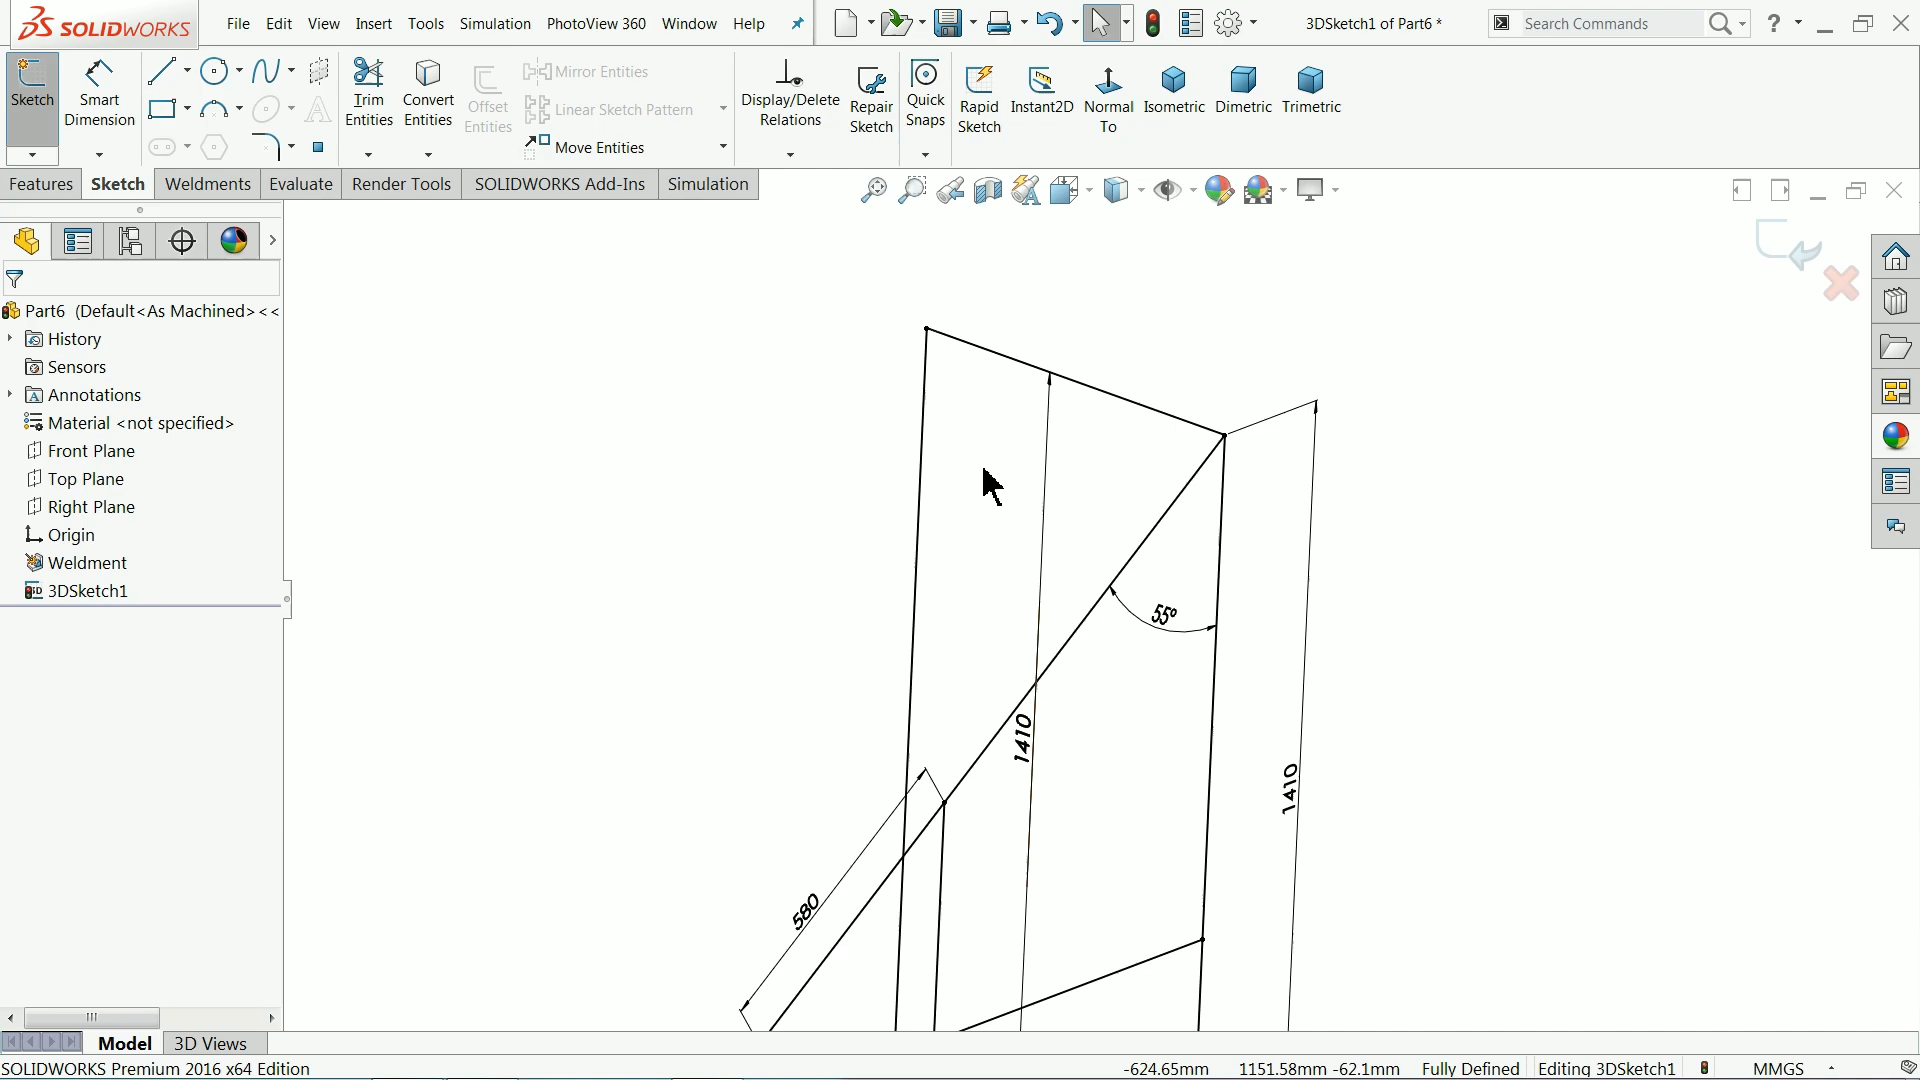 SOLIDWORKS File Edit View Insert Tools Simulation PhotoView 360 Window Help 3DSketch1 of Part6 * Search Commands ?
Sketch Smart Dimension Trim Entities Convert Entities Offset Entities Mirror Entities Linear Sketch Pattern Move Entities Display/Delete Relations Repair Sketch Quick Snaps Rapid Sketch Instant2D Normal To Isometric Dimetric Trimetric
Features Sketch Weldments Evaluate Render Tools SOLIDWORKS Add-Ins Simulation
Part6 (Default<As Machined><<
History
Sensors
Annotations
Material <not specified>
Front Plane
Top Plane
Right Plane
Origin
Weldment
3DSketch1
55°
1410
1410
580
Model 3D Views
SOLIDWORKS Premium 2016 x64 Edition -624.65mm 1151.58mm -62.1mm Fully Defined Editing 3DSketch1 MMGS